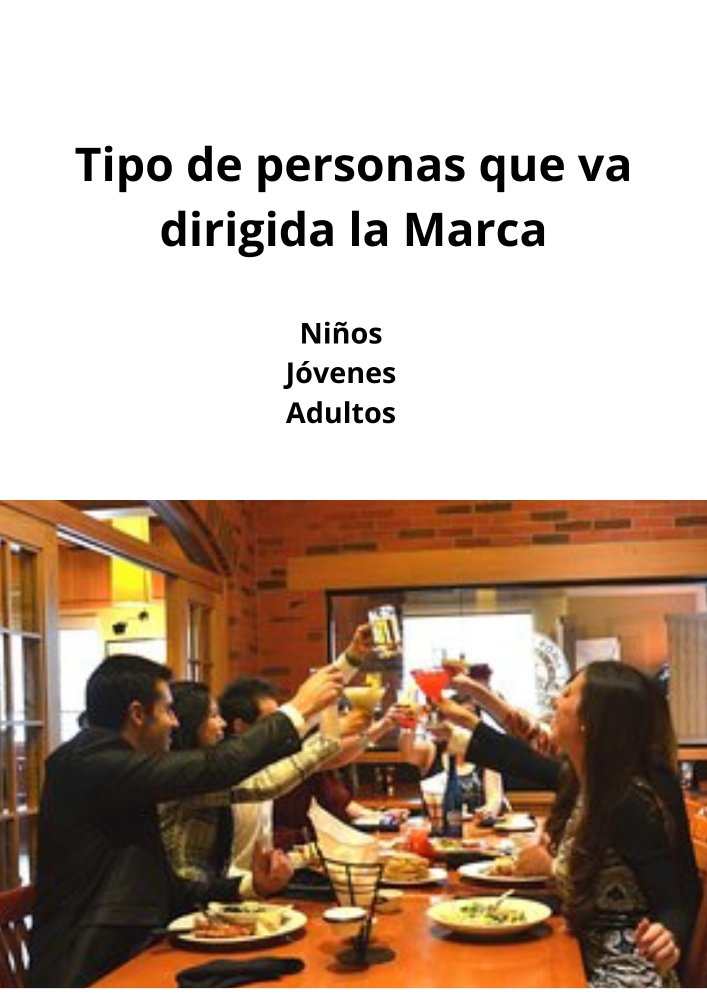 Tipo de personas que va
dirigida la Marca
Niños
Jóvenes
Adultos